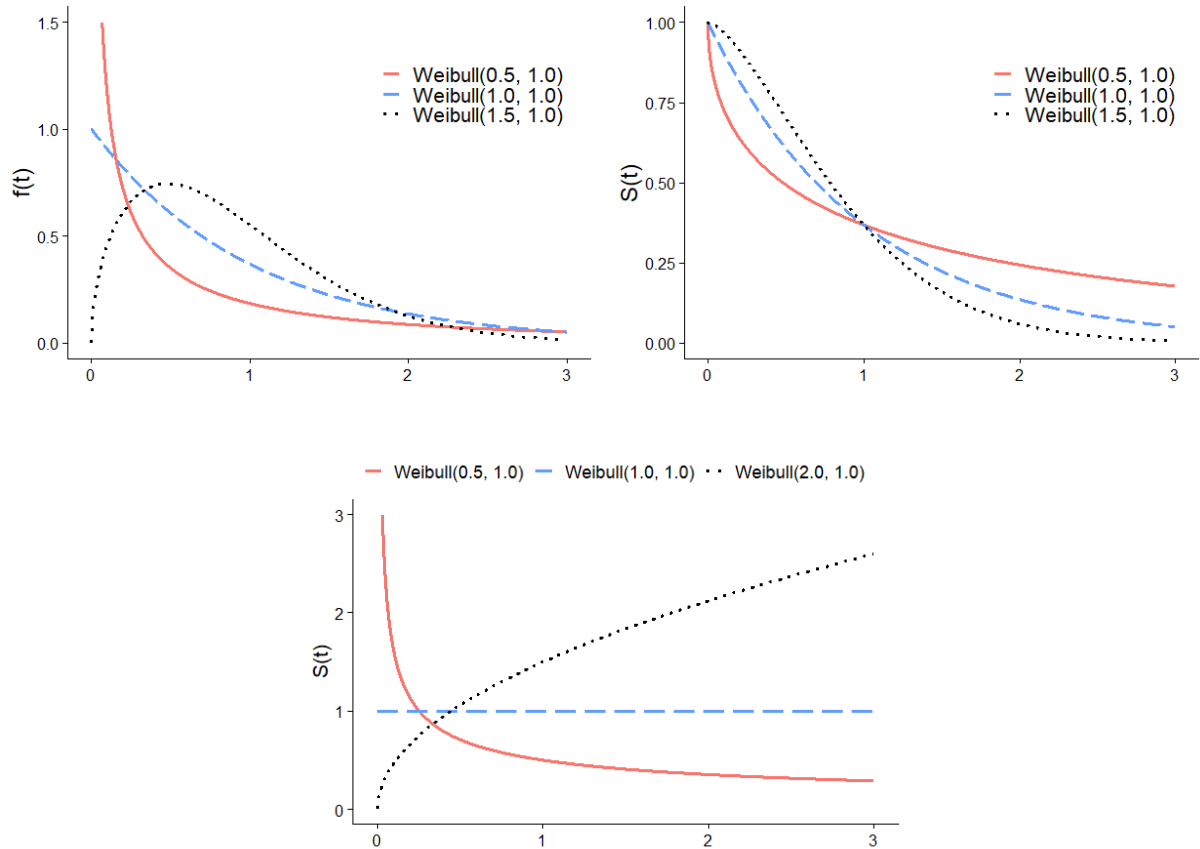 1.5
1.0
0.5
0.0
f(t)
Weibull(0.5, 1.0)
Weibull(1.0, 1.0)
Weibull(1.5, 1.0)
0 1 2 3
1.00
0.75
0.50
0.25
0.00
S(t)
Weibull(0.5, 1.0)
Weibull(1.0, 1.0)
Weibull(1.5, 1.0)
0 1 2 3
Weibull(0.5, 1.0) Weibull(1.0, 1.0) Weibull(2.0, 1.0)
3
2
1
0
S(t)
0 1 2 3